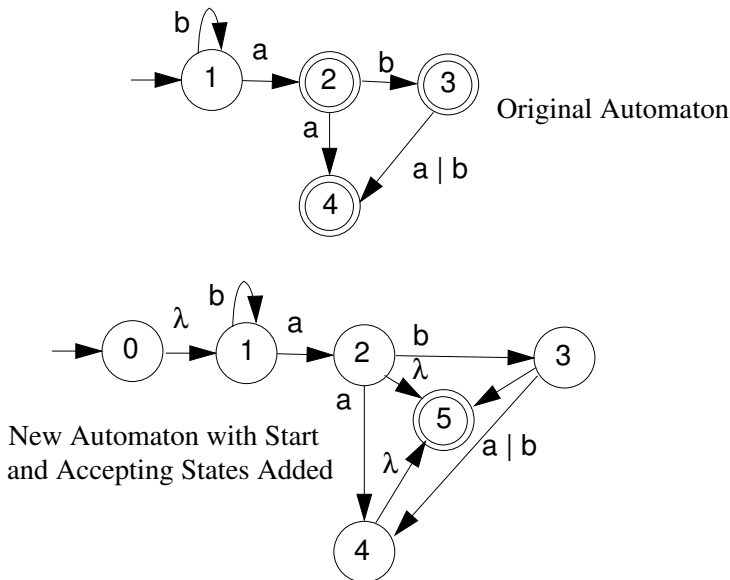 b
a
1
2
b
3
Original Automaton
a
a | b
4
b
λ
a
b
0
1
2
3
λ
a
5
New Automaton with Start
a | b
λ
and Accepting States Added
4